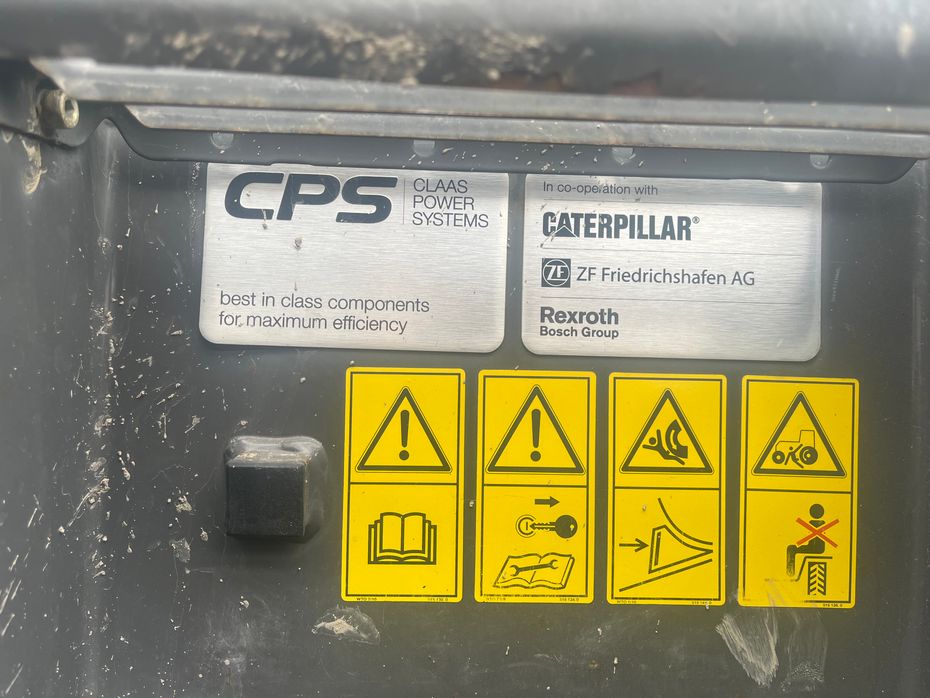 CPS
CLAAS
POWER
SYSTEMS
best in class components
for maximum efficiency
In co-operation with
CATERPILLAR®
ZF
ZF Friedrichshafen AG
Rexroth
Bosch Group